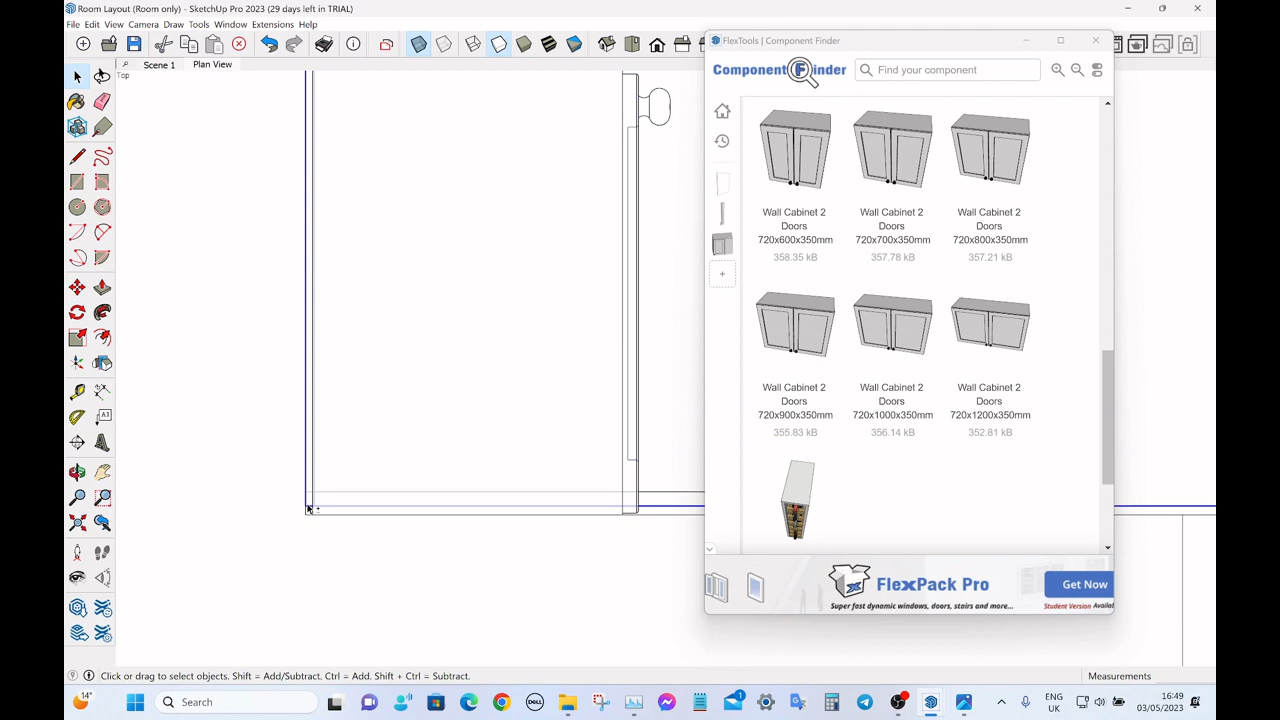 Room Layout (Room only) - SketchUp Pro 2023 (29 days left in TRIAL)
File Edit View Camera Draw Tools Window Extensions Help
FlexTools | Component Finder
Scene 1 Plan View
Top
Component Finder
Find your component
Wall Cabinet 2 Doors 720x600x350mm
358.35 kB
Wall Cabinet 2 Doors 720x700x350mm
357.78 kB
Wall Cabinet 2 Doors 720x800x350mm
357.21 kB
Wall Cabinet 2 Doors 720x900x350mm
355.83 kB
Wall Cabinet 2 Doors 720x1000x350mm
356.14 kB
Wall Cabinet 2 Doors 720x1200x350mm
352.81 kB
A1
FlexPack Pro
Super fast dynamic windows, doors, stairs and more...
Get Now
Student Version Availa
Click or drag to select objects. Shift = Add/Subtract. Ctrl = Add. Shift + Ctrl = Subtract.
Measurements
14°
Search
DELL
1
ENG
UK
16:49
03/05/2023